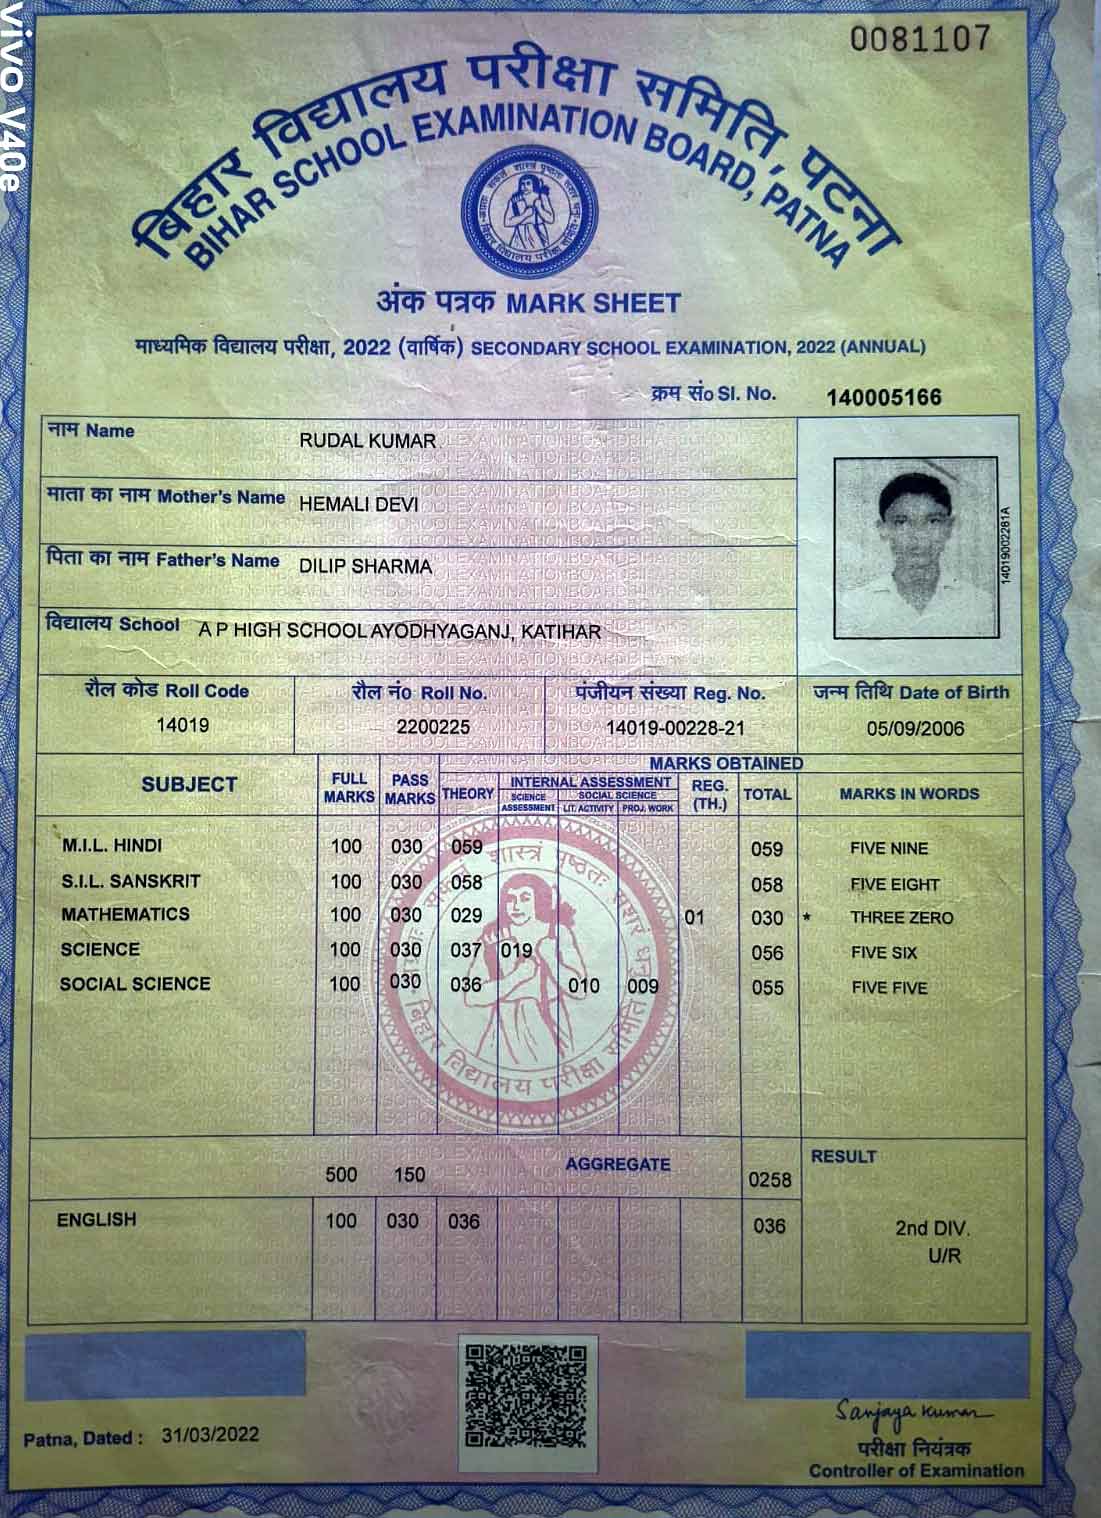 vivo V40e
0081107
बिहार विद्यालय परीक्षा समिति, पटना
BIHAR SCHOOL EXAMINATION BOARD, PATNA
अंक पत्रक MARK SHEET
माध्यमिक विद्यालय परीक्षा, 2022 (वार्षिक) SECONDARY SCHOOL EXAMINATION, 2022 (ANNUAL)
क्रम सं० Sl. No. 140005166
नाम Name RUDAL KUMAR
माता का नाम Mother's Name HEMALI DEVI
पिता का नाम Father's Name DILIP SHARMA
विद्यालय School A P HIGH SCHOOL AYODHYAGANJ, KATIHAR
14019002281A
रौल कोड Roll Code रौल नं० Roll No. पंजीयन संख्या Reg. No. जन्म तिथि Date of Birth
14019 2200225 14019-00228-21 05/09/2006
SUBJECT FULL MARKS PASS MARKS MARKS OBTAINED
THEORY INTERNAL ASSESSMENT REG. (TH.) TOTAL MARKS IN WORDS
SCIENCE ASSESSMENT SOCIAL SCIENCE
LIT. ACTIVITY PROJ. WORK
M.I.L. HINDI 100 030 059 059 FIVE NINE
S.I.L. SANSKRIT 100 030 058 058 FIVE EIGHT
MATHEMATICS 100 030 029 01 030 * THREE ZERO
SCIENCE 100 030 037 019 056 FIVE SIX
SOCIAL SCIENCE 100 030 036 010 009 055 FIVE FIVE
बिहार विद्यालय परीक्षा समिति
500 150 AGGREGATE 0258 RESULT
ENGLISH 100 030 036 036 2nd DIV.
U/R
Patna, Dated : 31/03/2022
Sanjaya Kumar
परीक्षा नियंत्रक
Controller of Examination